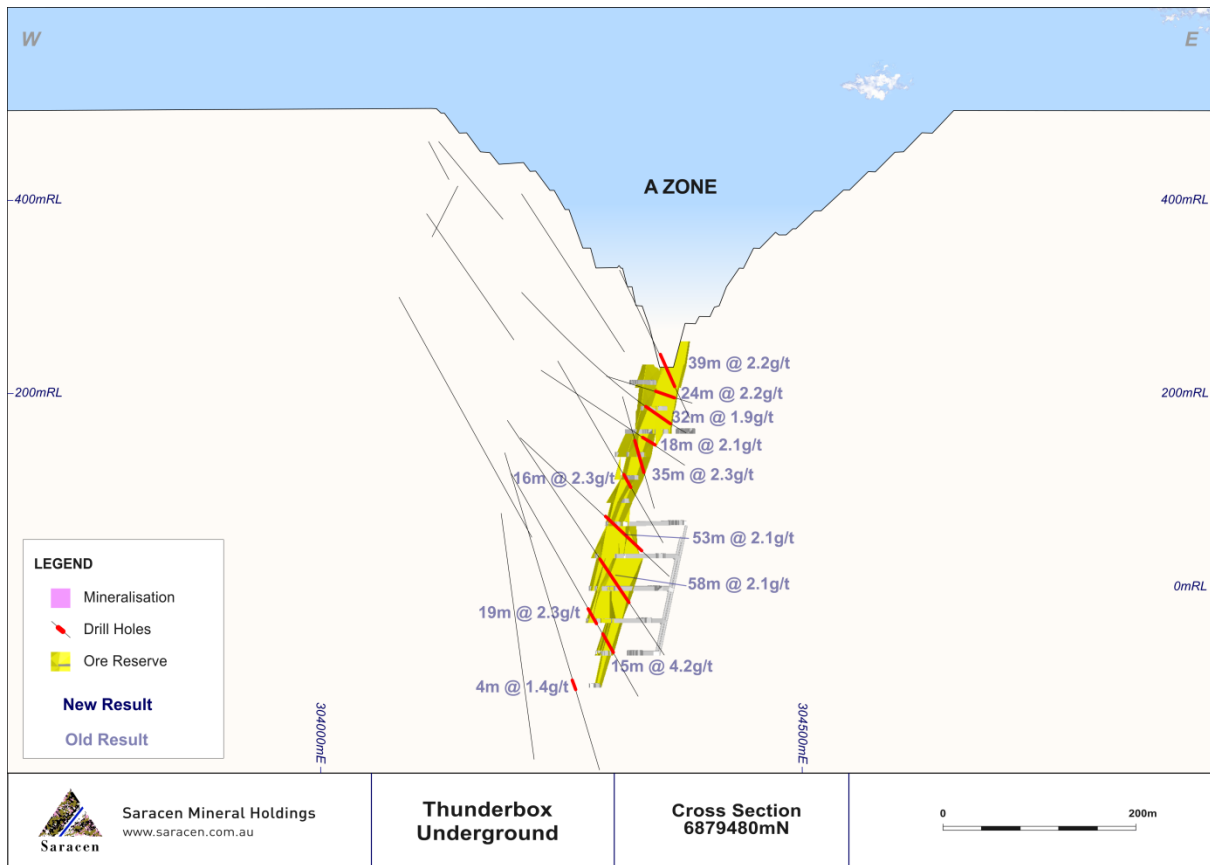 W
E
A ZONE
400mRL
400mRL
39m @ 2.2g/t
200mRL
24m @ 2.2g/t
200mRL
32m @ 1.9g/t
18m @ 2.1g/t
16m @ 2.3g/t
35m @ 2.3g/t
53m @ 2.1g/t
58m @ 2.1g/t
0mRL
19m @ 2.3g/t
15m @ 4.2g/t
4m @ 1.4g/t
LEGEND
Mineralisation
Drill Holes
Ore Reserve
New Result
Old Result
304000mE
304500mE
Saracen
Saracen Mineral Holdings
www.saracen.com.au
Thunderbox
Underground
Cross Section
6879480mN
0
200m